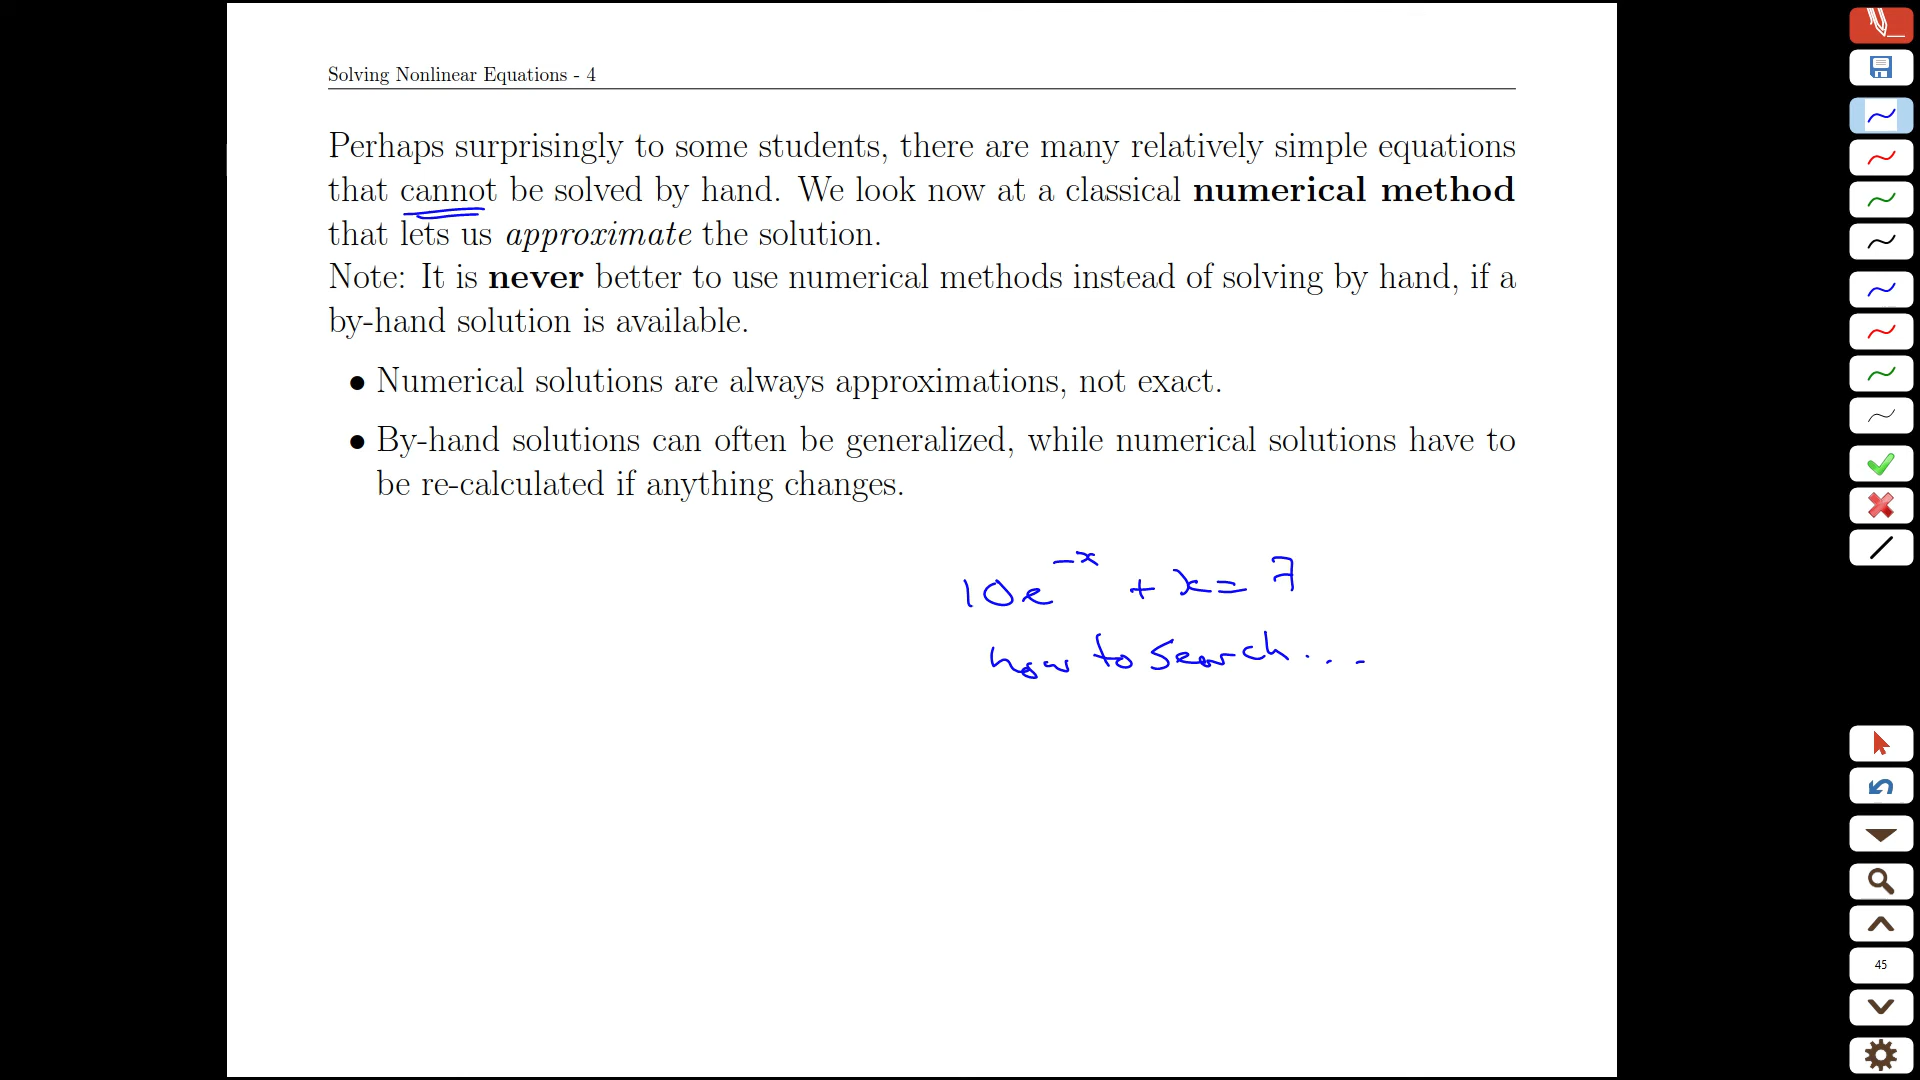 Solving Nonlinear Equations - 4
Perhaps surprisingly to some students, there are many relatively simple equations
that cannot be solved by hand. We look now at a classical numerical method
that lets us approximate the solution.
Note: It is never better to use numerical methods instead of solving by hand, if a
by-hand solution is available.
• Numerical solutions are always approximations, not exact.
• By-hand solutions can often be generalized, while numerical solutions have to
be re-calculated if anything changes.
10e^{-x} + x = 7
how to search...
45